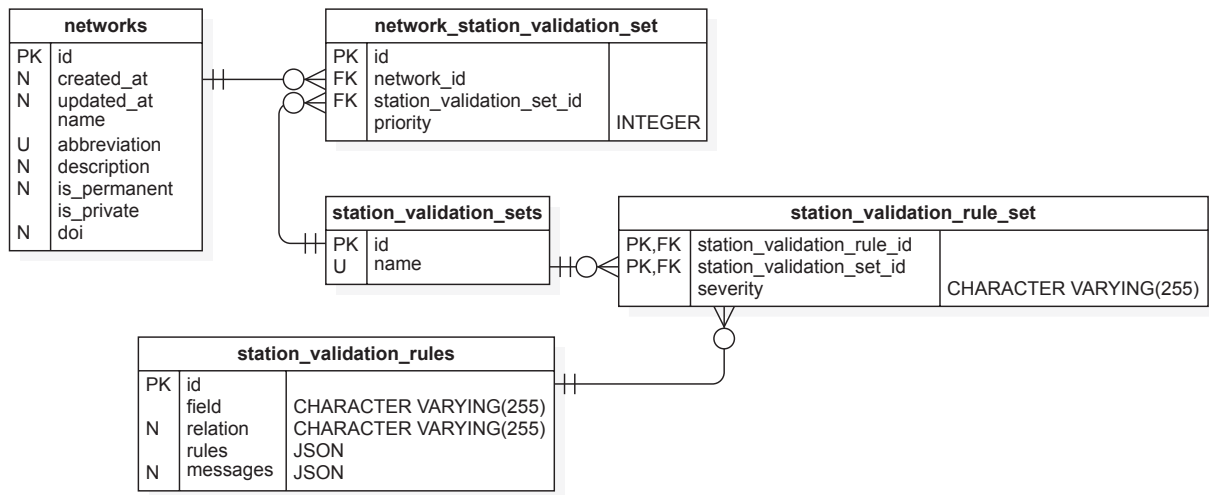 networks
PK id
N created_at
N updated_at
name
U abbreviation
N description
N is_permanent
is_private
N doi
network_station_validation_set
PK id
FK network_id
FK station_validation_set_id
priority INTEGER
station_validation_sets
PK id
U name
station_validation_rule_set
PK,FK station_validation_rule_id
PK,FK station_validation_set_id
severity CHARACTER VARYING(255)
station_validation_rules
PK id
field CHARACTER VARYING(255)
N relation CHARACTER VARYING(255)
rules JSON
N messages JSON